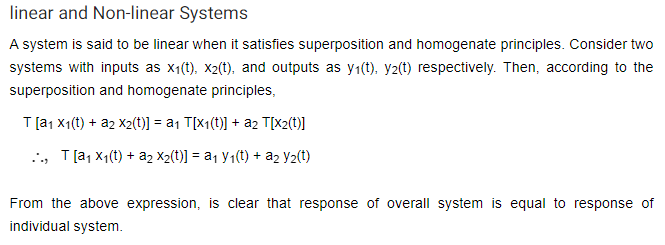 linear and Non-linear Systems
A system is said to be linear when it satisfies superposition and homogenate principles. Consider two
systems with inputs as x₁(t), x₂(t), and outputs as y₁(t), y₂(t) respectively. Then, according to the
superposition and homogenate principles,
T [a₁ x₁(t) + a₂ x₂(t)] = a₁ T[x₁(t)] + a₂ T[x₂(t)]
∴, T [a₁ x₁(t) + a₂ x₂(t)] = a₁ y₁(t) + a₂ y₂(t)
From the above expression, is clear that response of overall system is equal to response of
individual system.